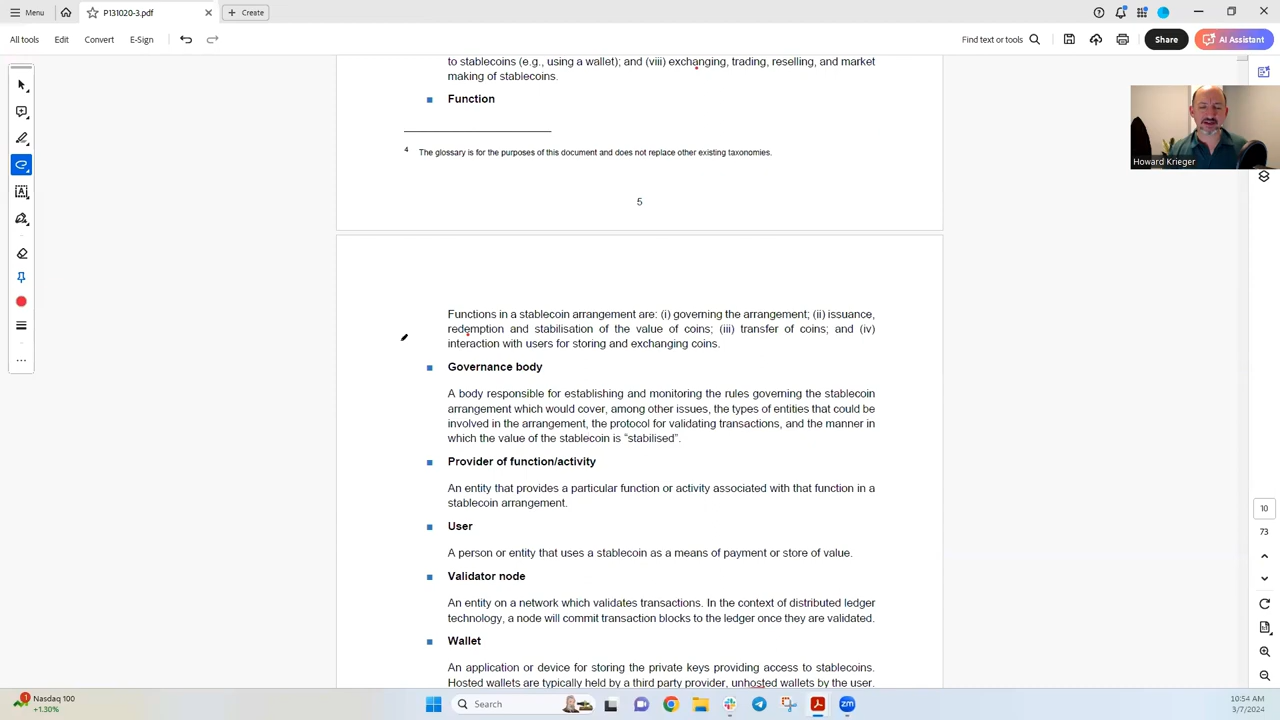 Menu
P131020-3.pdf
Create
All tools
Edit
Convert
E-Sign
Find text or tools
Share
AI Assistant
to stablecoins (e.g., using a wallet); and (viii) exchanging, trading, reselling, and market
making of stablecoins.
Function
4 The glossary is for the purposes of this document and does not replace other existing taxonomies.
5
Howard Krieger
Functions in a stablecoin arrangement are: (i) governing the arrangement; (ii) issuance,
redemption and stabilisation of the value of coins; (iii) transfer of coins; and (iv)
interaction with users for storing and exchanging coins.
Governance body
A body responsible for establishing and monitoring the rules governing the stablecoin
arrangement which would cover, among other issues, the types of entities that could be
involved in the arrangement, the protocol for validating transactions, and the manner in
which the value of the stablecoin is “stabilised”.
Provider of function/activity
An entity that provides a particular function or activity associated with that function in a
stablecoin arrangement.
User
A person or entity that uses a stablecoin as a means of payment or store of value.
Validator node
An entity on a network which validates transactions. In the context of distributed ledger
technology, a node will commit transaction blocks to the ledger once they are validated.
Wallet
An application or device for storing the private keys providing access to stablecoins.
Hosted wallets are typically held by a third party provider, unhosted wallets by the user.
10
73
1
Nasdaq 100
+1.30%
Search
zm
10:54 AM
3/7/2024